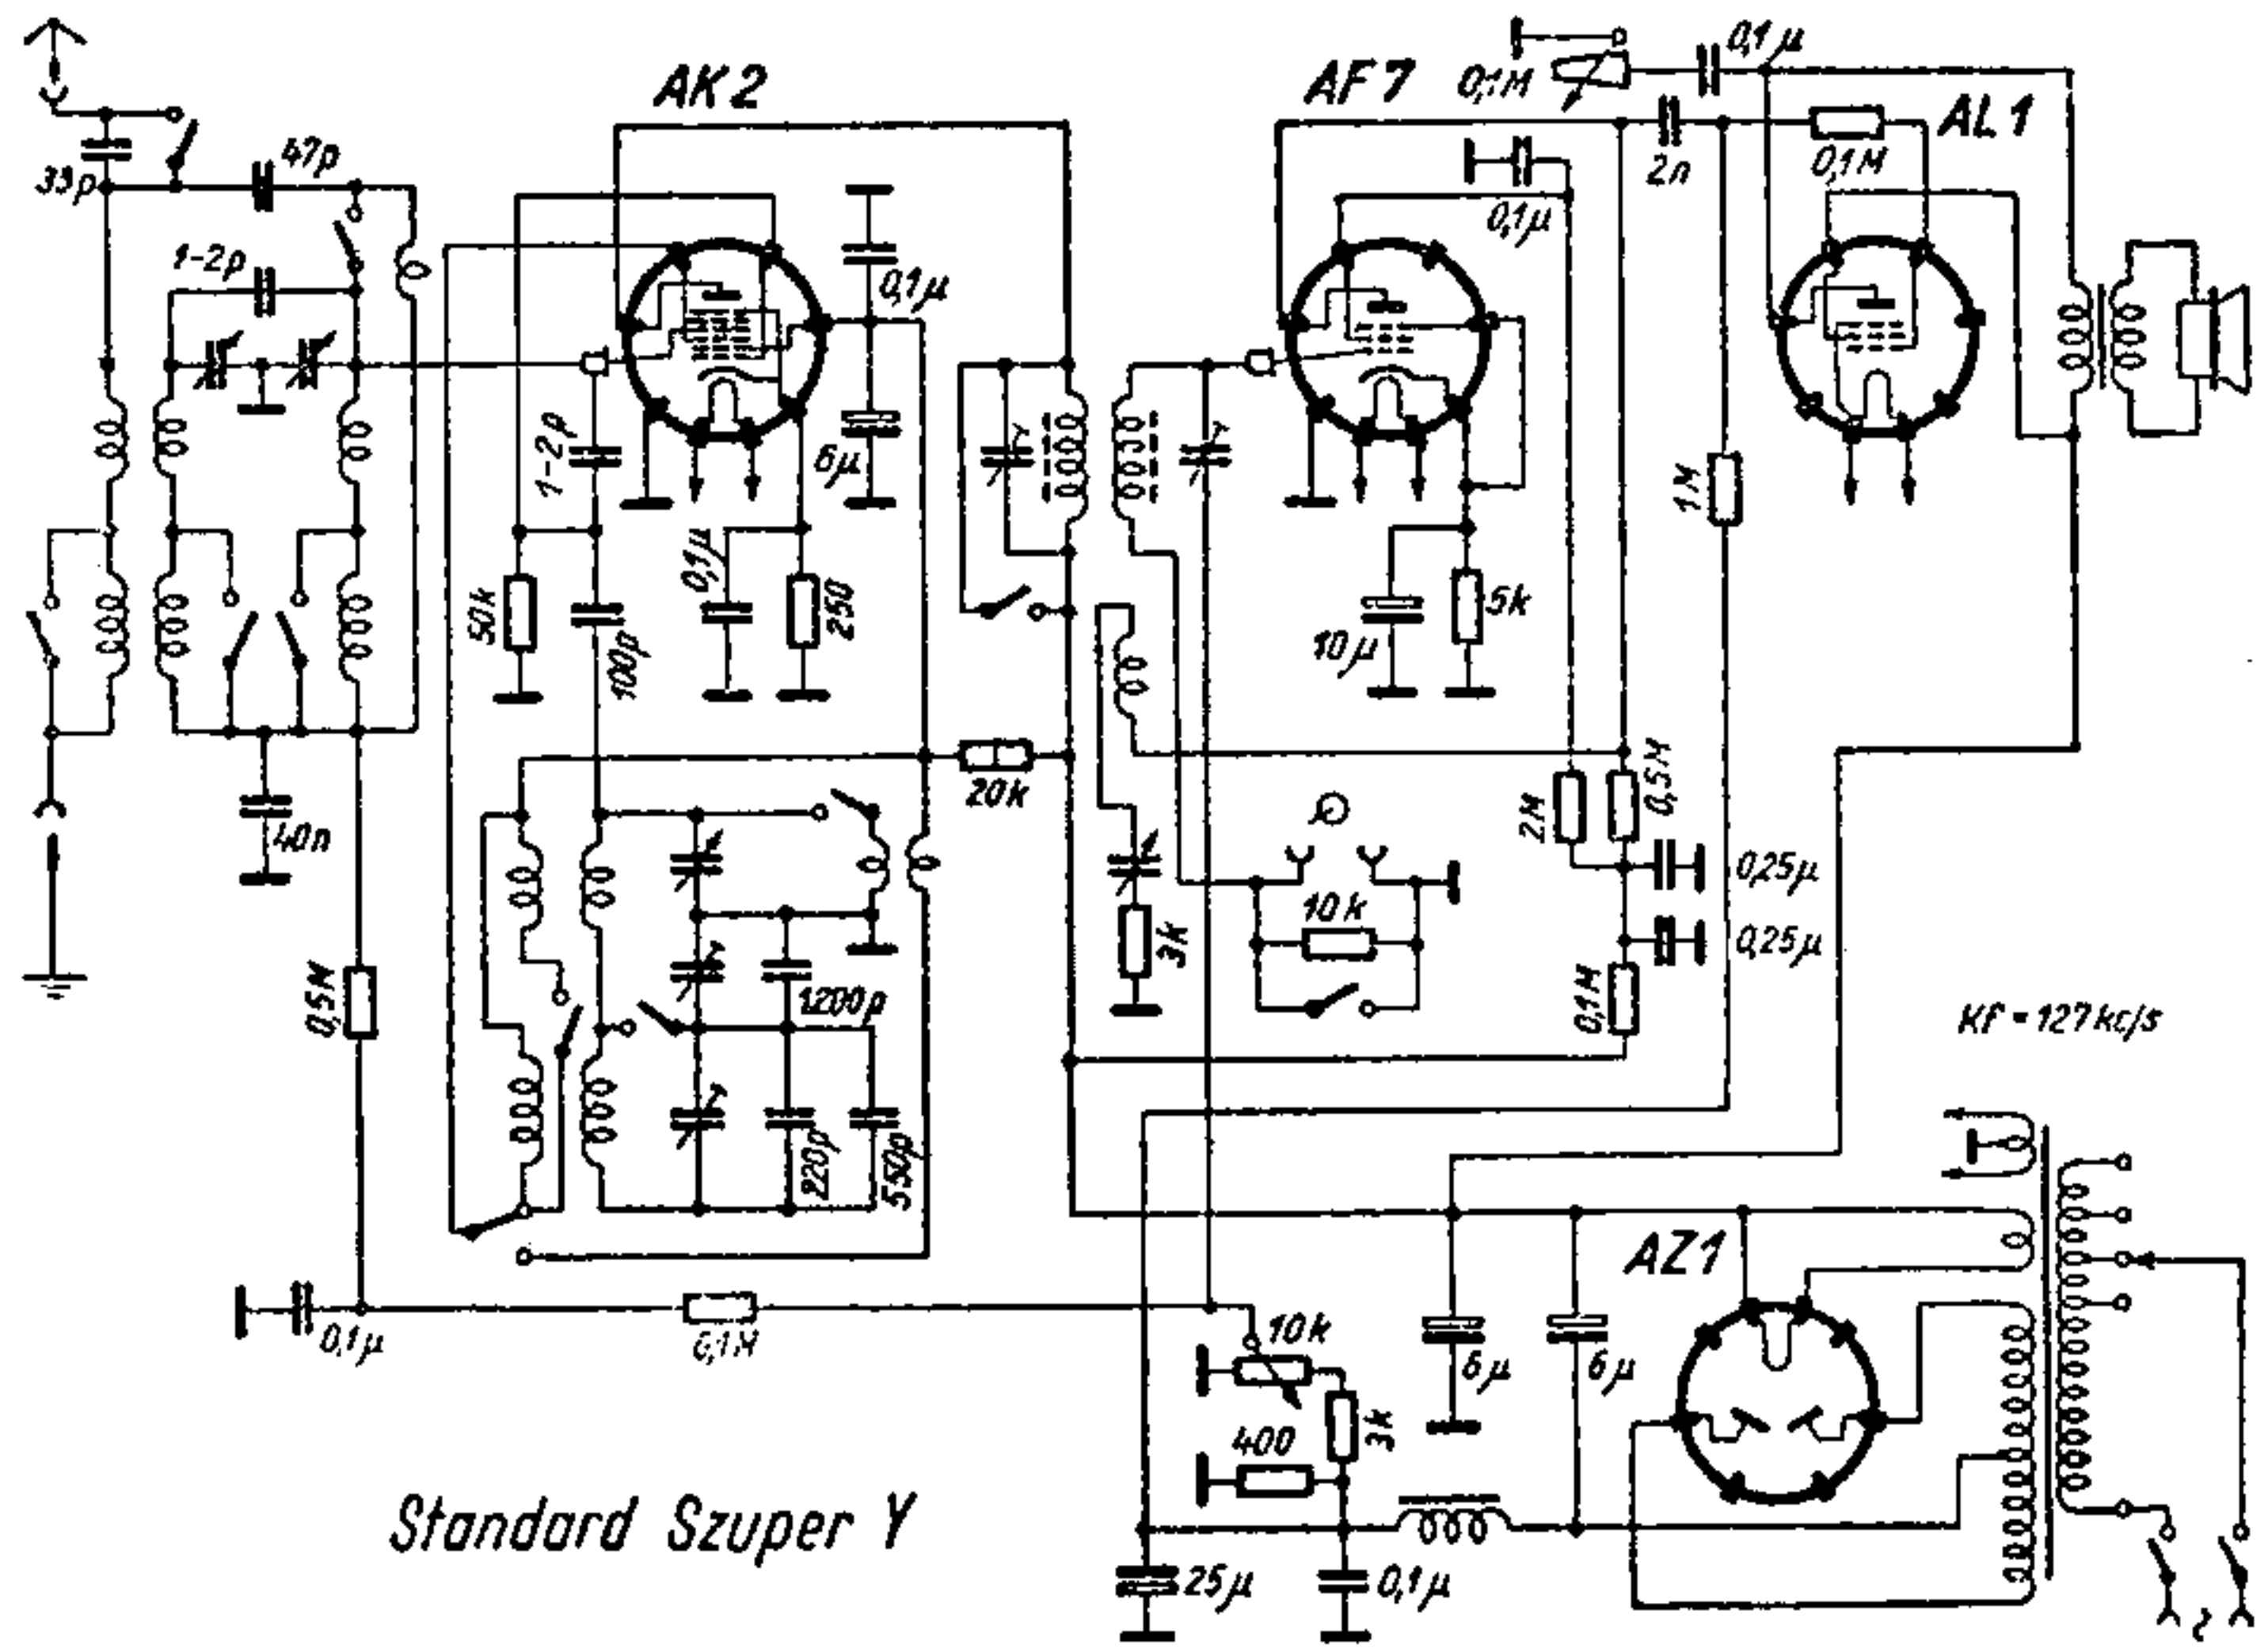 AK2
AF7
0,1M
0,1μ
AL1
33p
47p
2n
0,1M
0,1μ
1-2p
0,1μ
1-2p
6μ
1M
50k
100p
0,1μ
250
10μ
5k
20k
2M
0,5M
40n
0,25μ
10k
3k
0,25μ
1200p
0,5M
0,1M
Kf = 127 kc/s
220p
550p
AZ1
0,1μ
0,1M
10k
6μ
6μ
3k
400
Standard Szuper Y
25μ
0,1μ
~